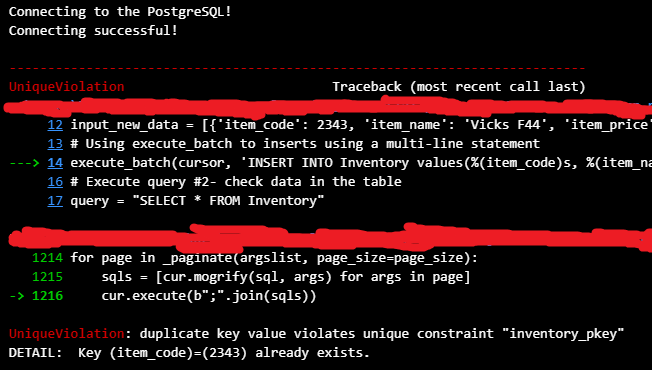 Connecting to the PostgreSQL!
Connecting successful!
---------------------------------------------------------------------------
UniqueViolation Traceback (most recent call last)
12 input_new_data = [{'item_code': 2343, 'item_name': 'Vicks F44', 'item_price'
13 # Using execute_batch to inserts using a multi-line statement
---> 14 execute_batch(cursor, 'INSERT INTO Inventory values(%(item_code)s, %(item_na
16 # Execute query #2- check data in the table
17 query = "SELECT * FROM Inventory"
1214 for page in _paginate(argslist, page_size=page_size):
1215 sqls = [cur.mogrify(sql, args) for args in page]
-> 1216 cur.execute(b";".join(sqls))
UniqueViolation: duplicate key value violates unique constraint "inventory_pkey"
DETAIL:  Key (item_code)=(2343) already exists.